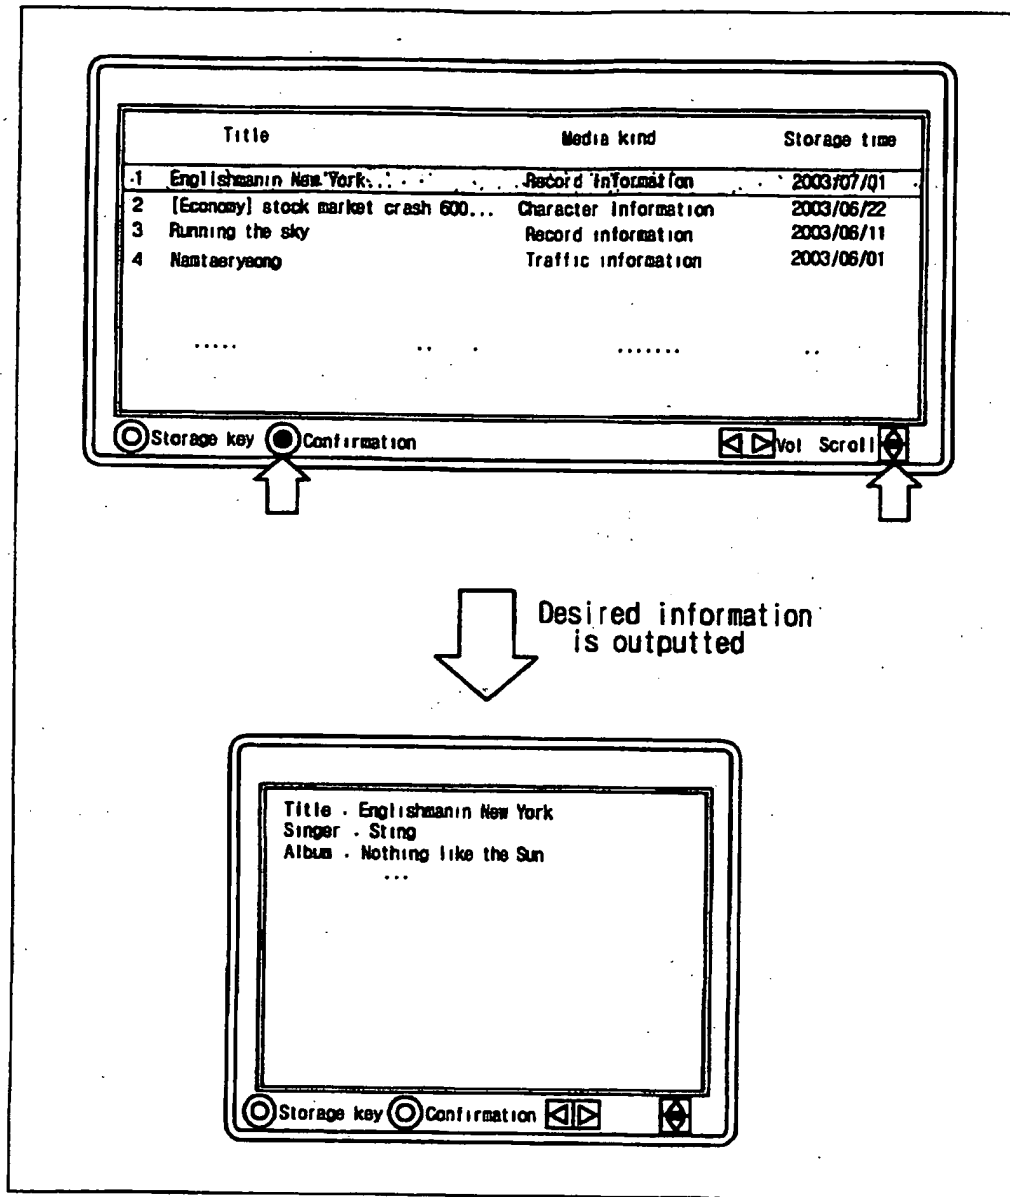 Title Media kind Storage time
1 Englishmanin New York..... Record information 2003/07/01
2 [Economy] stock market crash 600... Character information 2003/06/22
3 Running the sky Record information 2003/06/11
4 Namtaeryeong Traffic information 2003/06/01
..... .. . ....... ..
Storage key Confirmation Vol Scroll
Desired information
is outputted
Title . Englishmanin New York
Singer . Sting
Album . Nothing like the Sun
...
Storage key Confirmation